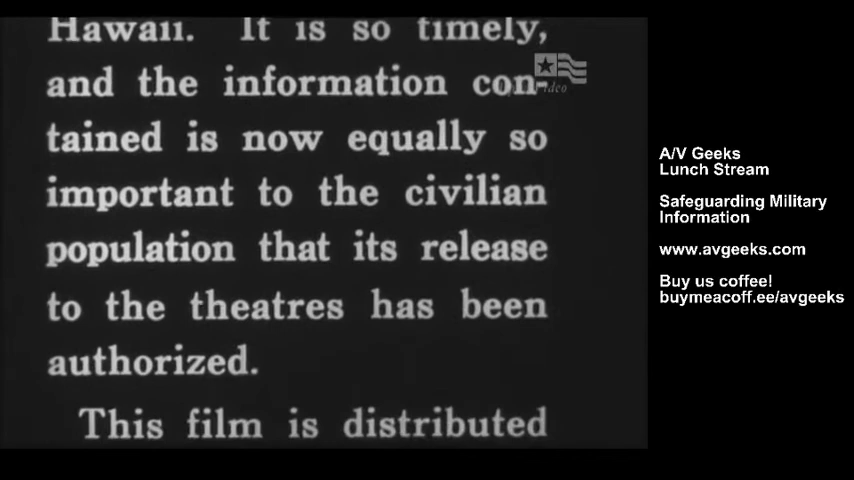 Hawaii. It is so timely,
and the information con-
tained is now equally so
important to the civilian
population that its release
to the theatres has been
authorized.
This film is distributed
A/V Geeks
Lunch Stream
Safeguarding Military
Information
www.avgeeks.com
Buy us coffee!
buymeacoff.ee/avgeeks